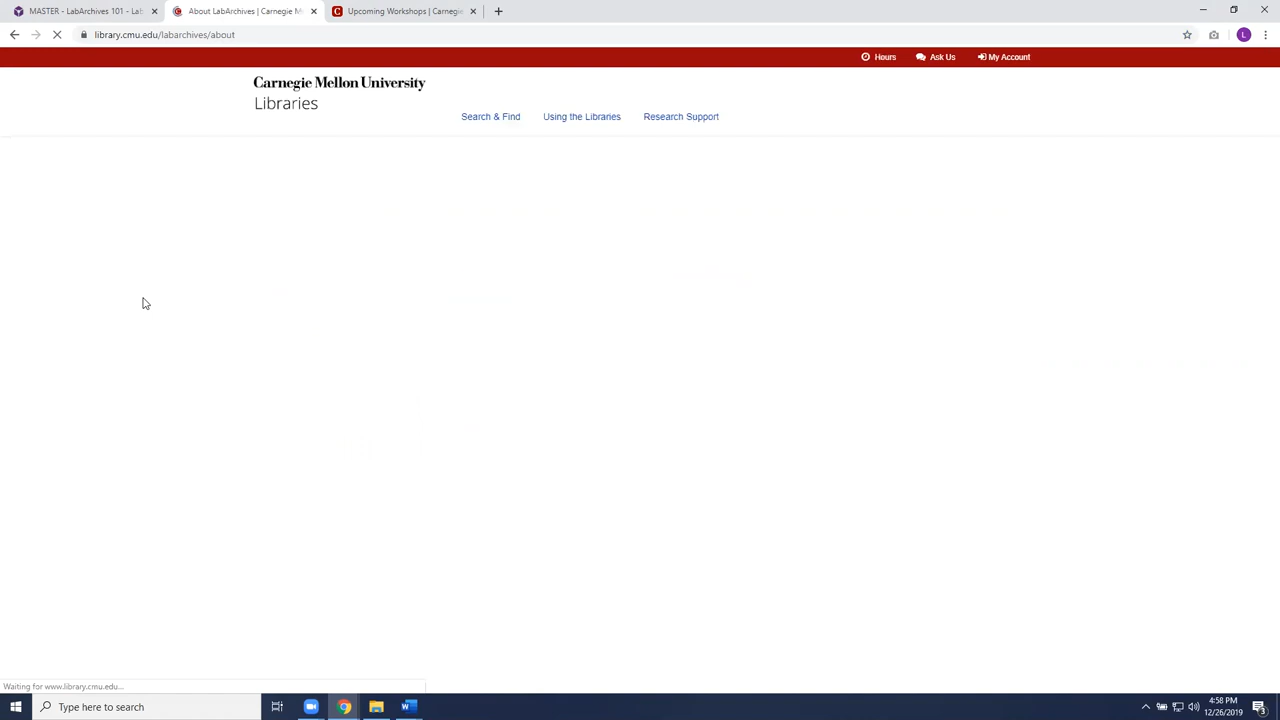 MASTER - LabArchives 101 - Lab
About LabArchives | Carnegie M
Upcoming Workshops | Carnegie
library.cmu.edu/labarchives/about
L
Hours
Ask Us
My Account
Carnegie Mellon University
Libraries
Search & Find
Using the Libraries
Research Support
Waiting for www.library.cmu.edu...
Type here to search
4:58 PM
12/26/2019
3